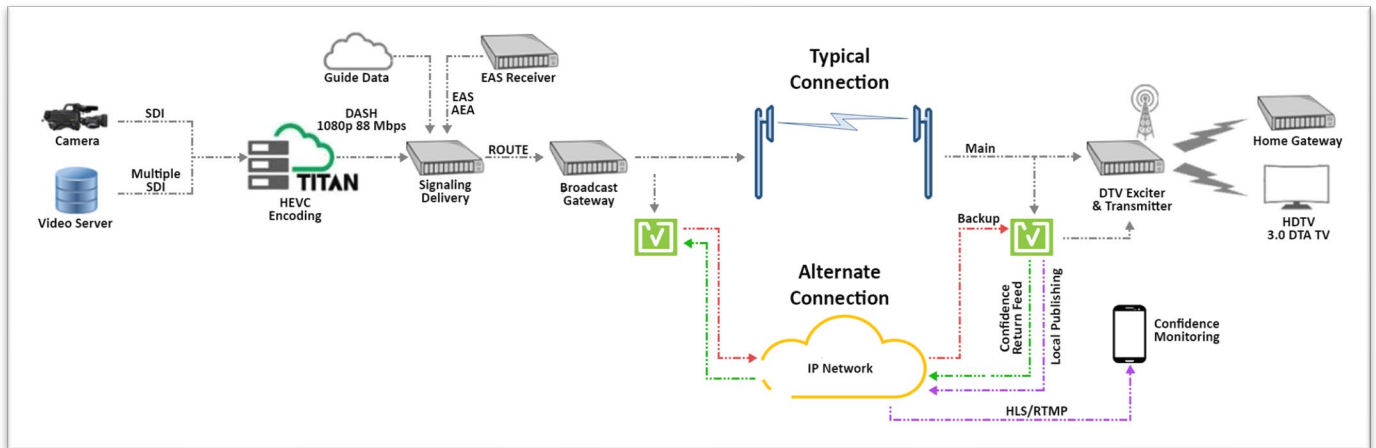 Camera
SDI
Video Server
Multiple
SDI
TITAN
HEVC
Encoding
Guide Data
EAS Receiver
EAS
AEA
DASH
1080p 88 Mbps
Signaling
Delivery
ROUTE
Broadcast
Gateway
Typical
Connection
Main
Backup
DTV Exciter
& Transmitter
Home Gateway
HDTV
3.0 DTA TV
Alternate
Connection
IP Network
Confidence
Return Feed
Local Publishing
HLS/RTMP
Confidence
Monitoring